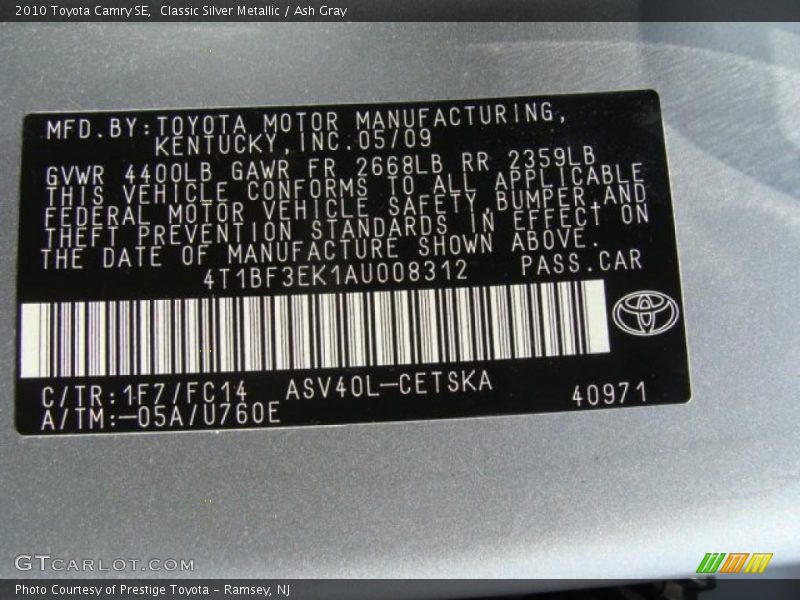 2010 Toyota Camry SE,  Classic Silver Metallic / Ash Gray
MFD.BY:TOYOTA MOTOR MANUFACTURING,
KENTUCKY,INC.05/09
GVWR 4400LB GAWR FR 2668LB RR 2359LB
THIS VEHICLE CONFORMS TO ALL APPLICABLE
FEDERAL MOTOR VEHICLE SAFETY,BUMPER,AND
THEFT PREVENTION STANDARDS IN EFFECT ON
THE DATE OF MANUFACTURE SHOWN ABOVE.
4T1BF3EK1AU008312 PASS.CAR
C/TR:1F7/FC14 ASV40L-CETSKA
A/TM:-05A/U760E 40971
GTCARLOT.COM
Photo Courtesy of Prestige Toyota - Ramsey, NJ